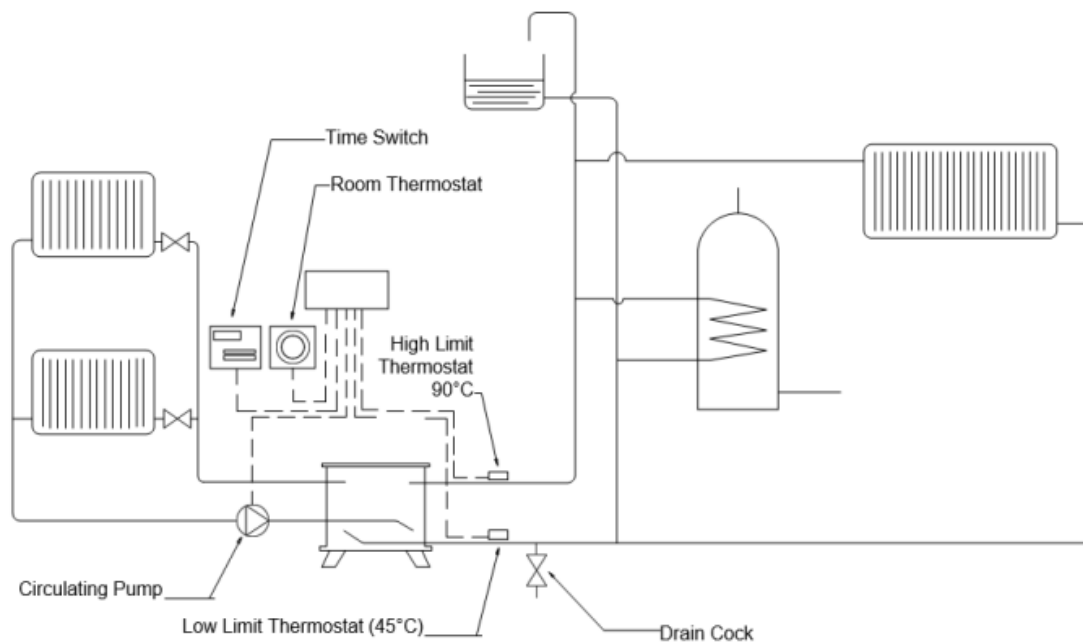 Time Switch
Room Thermostat
High Limit
Thermostat
90°C
Circulating Pump
Low Limit Thermostat (45°C)
Drain Cock